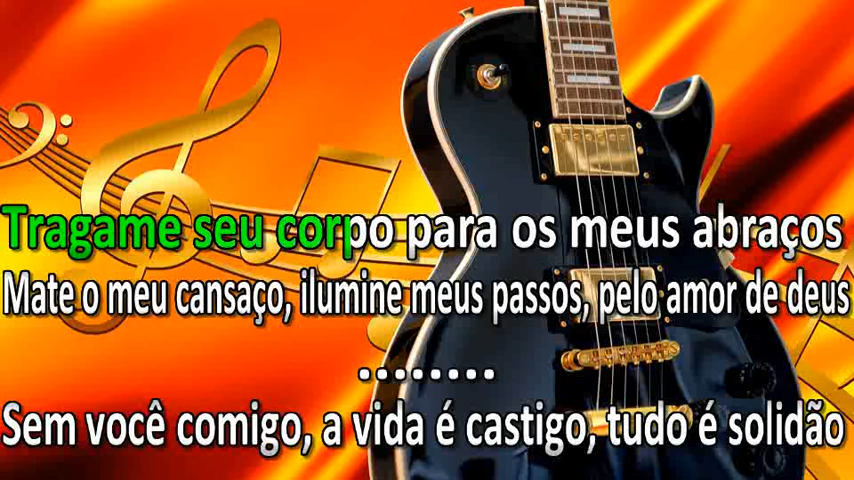 Tragame seu corpo para os meus abraços
Mate o meu cansaço, ilumine meus passos, pelo amor de deus
........
Sem você comigo, a vida é castigo, tudo é solidão